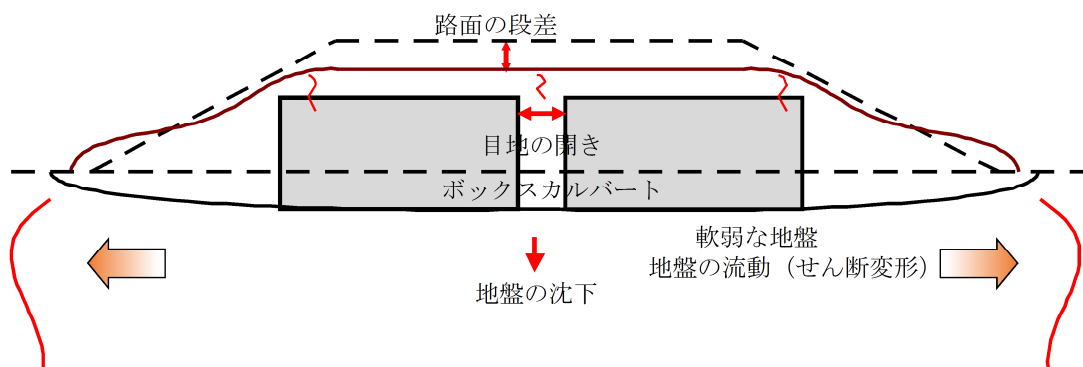 路面の段差
目地の開き
ボックスカルバート
軟弱な地盤
地盤の流動（せん断変形）
地盤の沈下